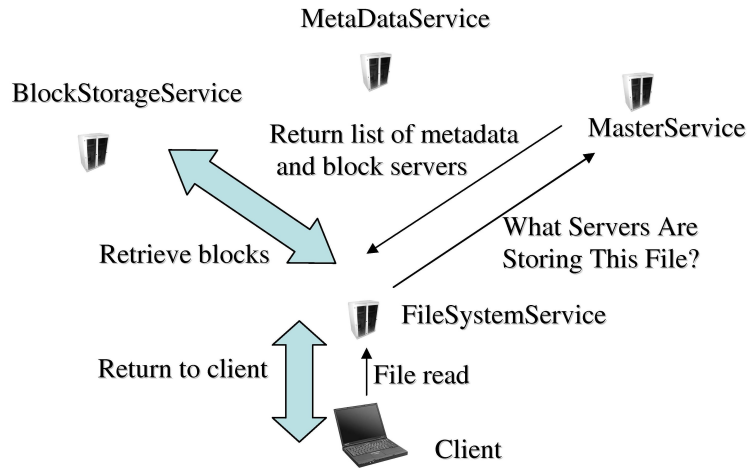 MetaDataService
BlockStorageService
MasterService
Return list of metadata
and block servers
What Servers Are
Storing This File?
Retrieve blocks
FileSystemService
Return to client
File read
Client